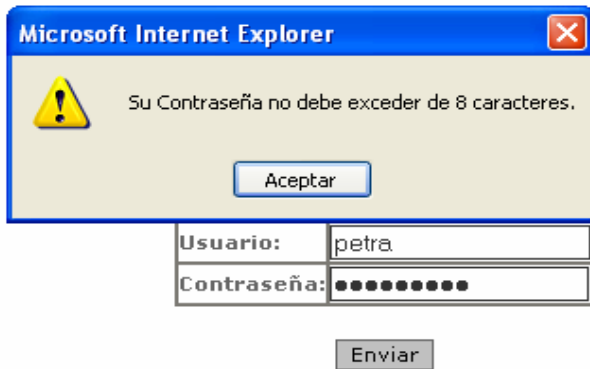 Microsoft Internet Explorer
Su Contraseña no debe exceder de 8 caracteres.
Aceptar
Usuario: petra
Contraseña: ●●●●●●●●●
Enviar